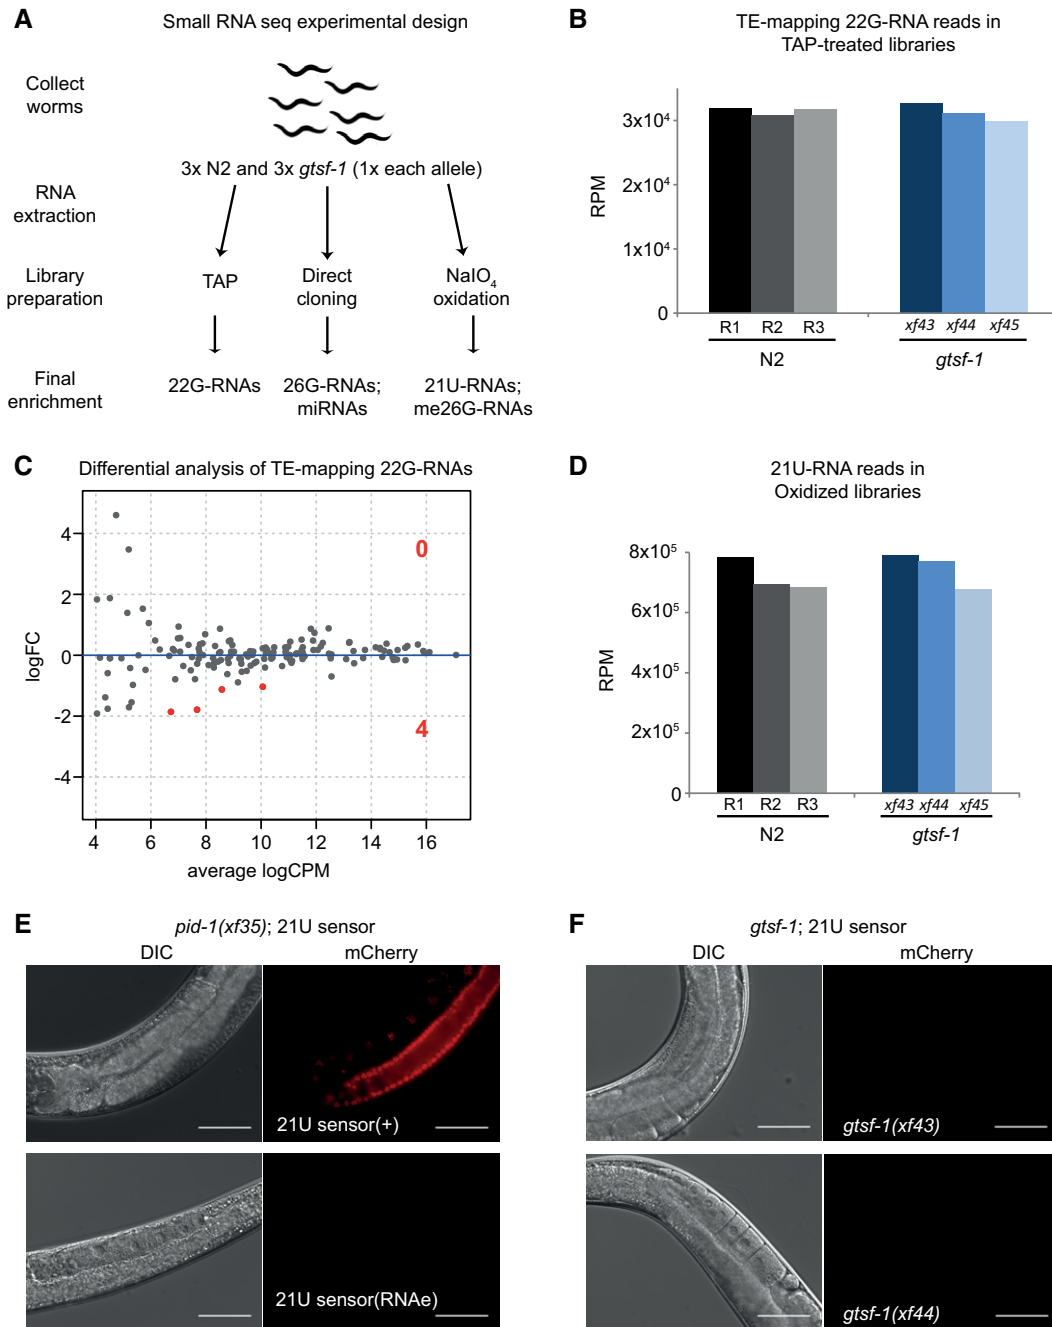 A
Small RNA seq experimental design
Collect
worms
3x N2 and 3x gtsf-1 (1x each allele)
RNA
extraction
Library
preparation
TAP
Direct
cloning
NaIO4
oxidation
Final
enrichment
22G-RNAs
26G-RNAs;
miRNAs
21U-RNAs;
me26G-RNAs
B
TE-mapping 22G-RNA reads in
TAP-treated libraries
RPM
3x10⁴
2x10⁴
1x10⁴
0
R1 R2 R3
xf43 xf44 xf45
N2
gtsf-1
C
Differential analysis of TE-mapping 22G-RNAs
logFC
4
2
0
-2
-4
0
4
4 6 8 10 12 14 16
average logCPM
D
21U-RNA reads in
Oxidized libraries
RPM
8x10⁵
6x10⁵
4x10⁵
2x10⁵
0
R1 R2 R3
xf43 xf44 xf45
N2
gtsf-1
E
pid-1(xf35); 21U sensor
DIC
mCherry
21U sensor(+)
21U sensor(RNAe)
F
gtsf-1; 21U sensor
DIC
mCherry
gtsf-1(xf43)
gtsf-1(xf44)